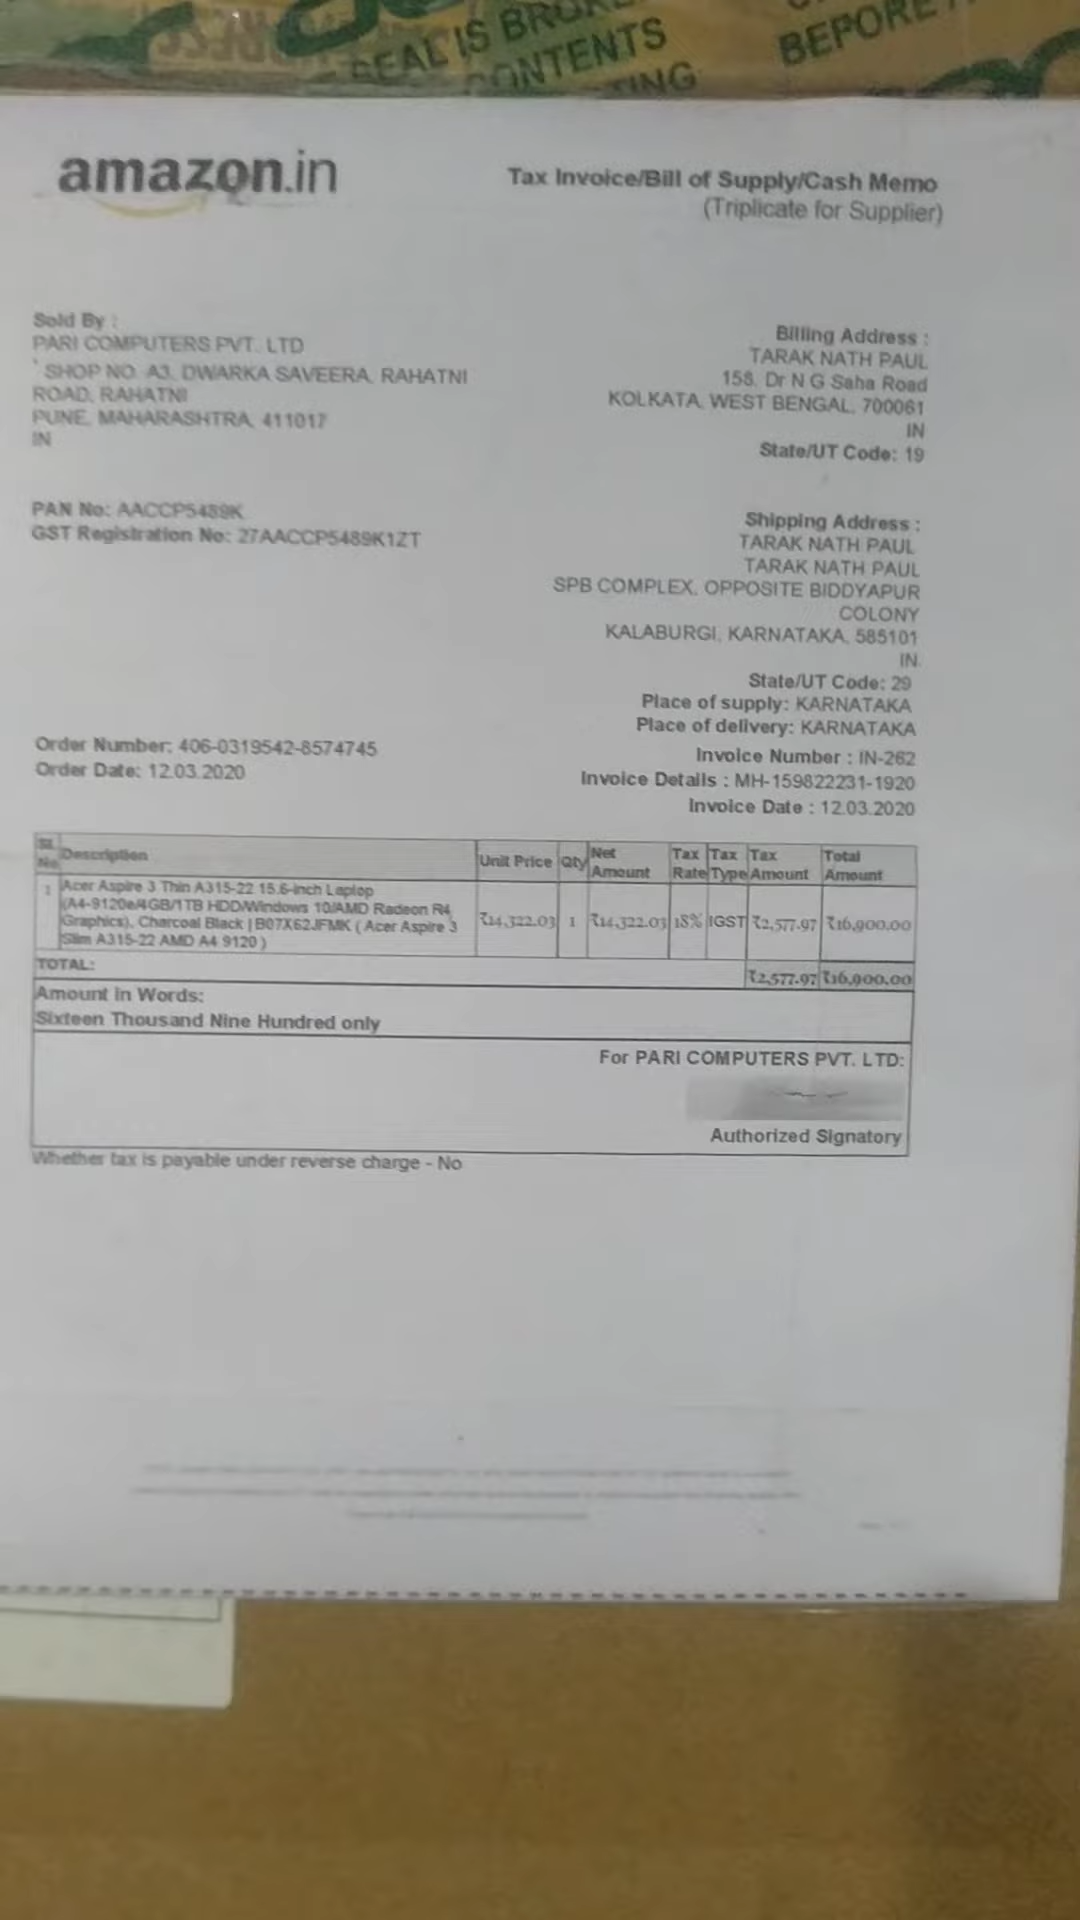 SEAL IS
CONTENTS
BEFORE
amazon.in
Tax Invoice/Bill of Supply/Cash Memo
(Triplicate for Supplier)
Sold By :
PARI COMPUTERS PVT. LTD
* SHOP NO. A3, DWARKA SAVEERA, RAHATNI
ROAD, RAHATNI
PUNE, MAHARASHTRA, 411017
IN
Billing Address :
TARAK NATH PAUL
158, Dr N G Saha Road
KOLKATA, WEST BENGAL, 700061
IN
State/UT Code: 19
PAN No: AACCP5489K
GST Registration No: 27AACCP5489K1ZT
Shipping Address :
TARAK NATH PAUL
TARAK NATH PAUL
SPB COMPLEX, OPPOSITE BIDDYAPUR
COLONY
KALABURGI, KARNATAKA, 585101
IN
State/UT Code: 29
Place of supply: KARNATAKA
Place of delivery: KARNATAKA
Order Number: 406-0319542-8574745
Order Date: 12.03.2020
Invoice Number : IN-262
Invoice Details : MH-159822231-1920
Invoice Date : 12.03.2020
Sl. No Description Unit Price Qty Net Amount Tax Rate Tax Type Tax Amount Total Amount
1 Acer Aspire 3 Thin A315-22 15.6-inch Laptop
(A4-9120e/4GB/1TB HDD/Windows 10/AMD Radeon R4
Graphics), Charcoal Black | B07X62JFMK ( Acer Aspire 3
Slim A315-22 AMD A4 9120 )
₹14,322.03 1 ₹14,322.03 18% IGST ₹2,577.97 ₹16,900.00
TOTAL: ₹2,577.97 ₹16,900.00
Amount in Words:
Sixteen Thousand Nine Hundred only
For PARI COMPUTERS PVT. LTD:
Authorized Signatory
Whether tax is payable under reverse charge - No